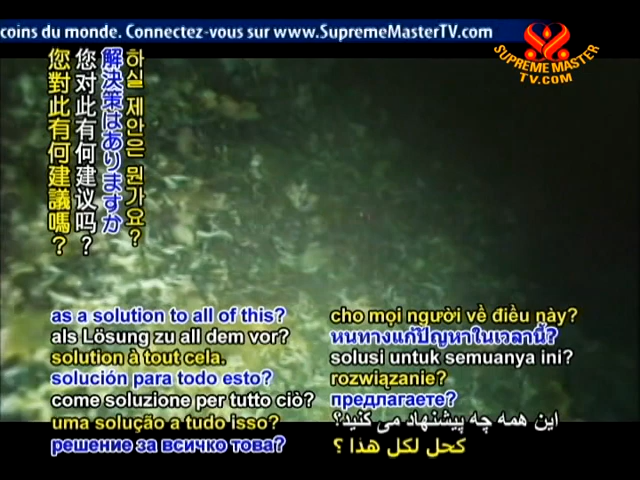 coins du monde. Connectez-vous sur www.SupremeMasterTV.com
SUPREME MASTER
TV.COM
하실 제안은 뭔가요?
解決策はありますか
您对此有何建议吗？
您對此有何建議嗎？
as a solution to all of this?
als Lösung zu all dem vor?
solution à tout cela.
solución para todo esto?
come soluzione per tutto ciò?
uma solução a tudo isso?
решение за всичко това?
cho mọi người về điều này?
หนทางแก้ปัญหาในเวลานี้?
solusi untuk semuanya ini?
rozwiązanie?
предлагаете?
این همه چه پیشنهاد می کنید؟
كحل لكل هذا ؟